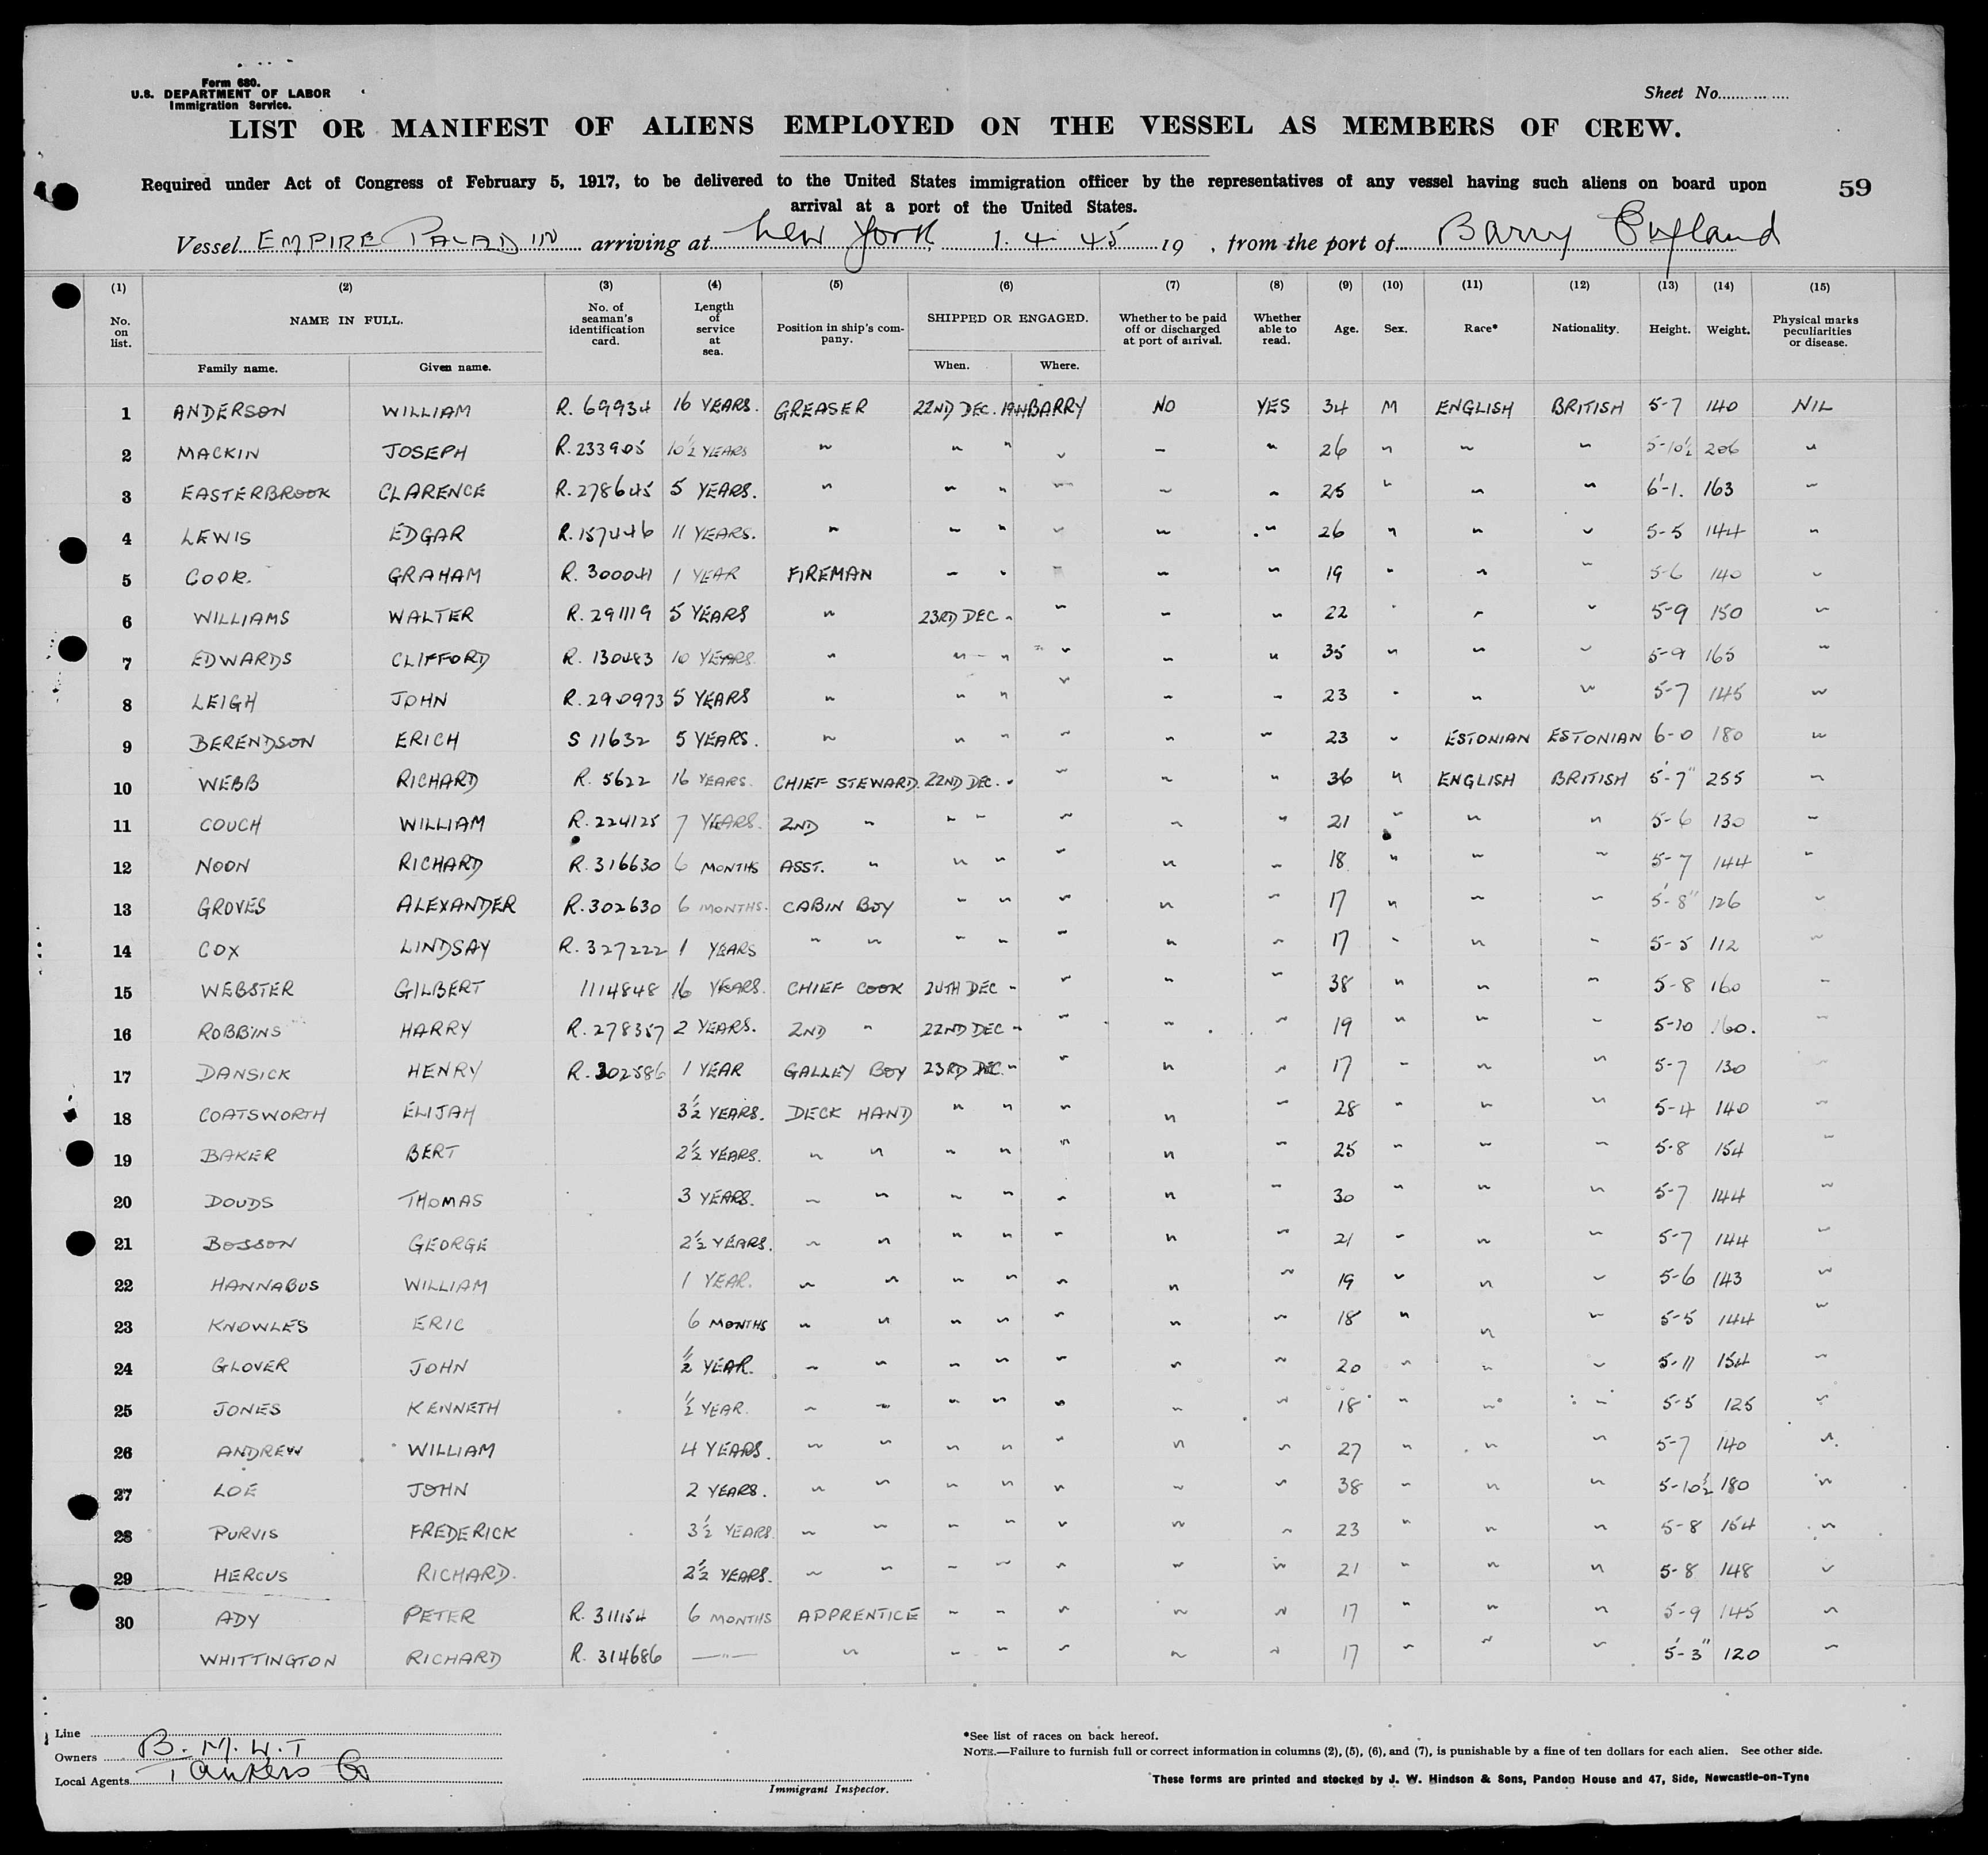 Form 680.
U.S. DEPARTMENT OF LABOR
Immigration Service.
Sheet No.
LIST OR MANIFEST OF ALIENS EMPLOYED ON THE VESSEL AS MEMBERS OF CREW.
Required under Act of Congress of February 5, 1917, to be delivered to the United States immigration officer by the representatives of any vessel having such aliens on board upon
arrival at a port of the United States.
59
Vessel EMPIRE PALADIN arriving at New York 1. 4. 45 19 , from the port of Barry England
(1) (2) (3) (4) (5) (6) (7) (8) (9) (10) (11) (12) (13) (14) (15)
No. on list. NAME IN FULL. No. of seaman's identification card. Length of service at sea. Position in ship's company. SHIPPED OR ENGAGED. Whether to be paid off or discharged at port of arrival. Whether able to read. Age. Sex. Race* Nationality. Height. Weight. Physical marks peculiarities or disease.
Family name. Given name. When. Where.
1 ANDERSON WILLIAM R. 69934 16 YEARS. GREASER 22ND DEC. 1944 BARRY NO YES 34 M ENGLISH BRITISH 5-7 140 NIL
2 MACKIN JOSEPH R. 233905 10½ YEARS " " " " - " 26 " " " 5-10½ 206 "
3 EASTERBROOK CLARENCE R. 278645 5 YEARS. " " " " " " 25 " " " 6'-1. 163 "
4 LEWIS EDGAR R. 157446 11 YEARS. " " " " " " 26 " " " 5-5 144 "
5 COOK. GRAHAM R. 300041 1 YEAR FIREMAN " " " " " 19 " " " 5-6 140 "
6 WILLIAMS WALTER R. 291119 5 YEARS " 23RD DEC " " " " 22 " " " 5-9 150 "
7 EDWARDS CLIFFORD R. 130483 10 YEARS. " " " " " " 35 " " " 5-9 165 "
8 LEIGH JOHN R. 290973 5 YEARS " " " " " " 23 " " " 5-7 145 "
9 BERENDSON ERICH S 11632 5 YEARS. " " " " " " 23 " ESTONIAN ESTONIAN 6-0 180 "
10 WEBB RICHARD R. 5622 16 YEARS. CHIEF STEWARD. 22ND DEC. " " " " 36 " ENGLISH BRITISH 5'-7" 255 "
11 COUCH WILLIAM R. 224125 7 YEARS. 2ND " " " " " " 21 " " " 5-6 130 "
12 NOON RICHARD R. 316630 6 MONTHS ASST. " " " " " " 18 " " " 5-7 144 "
13 GROVES ALEXANDER R. 302630 6 MONTHS. CABIN BOY " " " " " 17 " " " 5'-8" 126 "
14 COX LINDSAY R. 327222 1 YEARS " " " " " " " 17 " " " 5-5 112 "
15 WEBSTER GILBERT 1114848 16 YEARS. CHIEF COOK 24TH DEC " " " " 38 " " " 5-8 160 "
16 ROBBINS HARRY R. 278357 2 YEARS. 2ND " 22ND DEC " " " " 19 " " " 5-10 160. "
17 DANSICK HENRY R. 302586 1 YEAR GALLEY BOY 23RD DEC. " " " " 17 " " " 5-7 130 "
18 COATSWORTH ELIJAH 3½ YEARS. DECK HAND " " " " " 28 " " " 5-4 140 "
19 BAKER BERT 2½ YEARS. " " " " " " " 25 " " " 5-8 154 "
20 DOUDS THOMAS 3 YEARS. " " " " " " " 30 " " " 5-7 144 "
21 BOSSON GEORGE 2½ YEARS. " " " " " " " 21 " " " 5-7 144 "
22 HANNABUS WILLIAM 1 YEAR. " " " " " " " 19 " " " 5-6 143 "
23 KNOWLES ERIC 6 MONTHS " " " " " " " 18 " " " 5-5 144 "
24 GLOVER JOHN ½ YEAR. " " " " " " " 20 " " " 5-11 154 "
25 JONES KENNETH ½ YEAR. " " " " " " " 18 " " " 5-5 125 "
26 ANDREW WILLIAM 4 YEARS. " " " " " " " 27 " " " 5-7 140 "
27 LOE JOHN 2 YEARS. " " " " " " " 38 " " " 5-10½ 180 "
28 PURVIS FREDERICK 3½ YEARS. " " " " " " " 23 " " " 5-8 154 "
29 HERCUS RICHARD. 2½ YEARS. " " " " " " " 21 " " " 5-8 148 "
30 ADY PETER R. 311154 6 MONTHS APPRENTICE " " " " " 17 " " " 5-9 145 "
WHITTINGTON RICHARD R. 314686 —"— " " " " " " 17 " " " 5'-3" 120 "
Line
Owners B. M. W. T
Local Agents Tankers Co
Immigrant Inspector.
*See list of races on back hereof.
NOTE.—Failure to furnish full or correct information in columns (2), (5), (6), and (7), is punishable by a fine of ten dollars for each alien. See other side.
These forms are printed and stocked by J. W. Hindson & Sons, Pandon House and 47, Side, Newcastle-on-Tyne